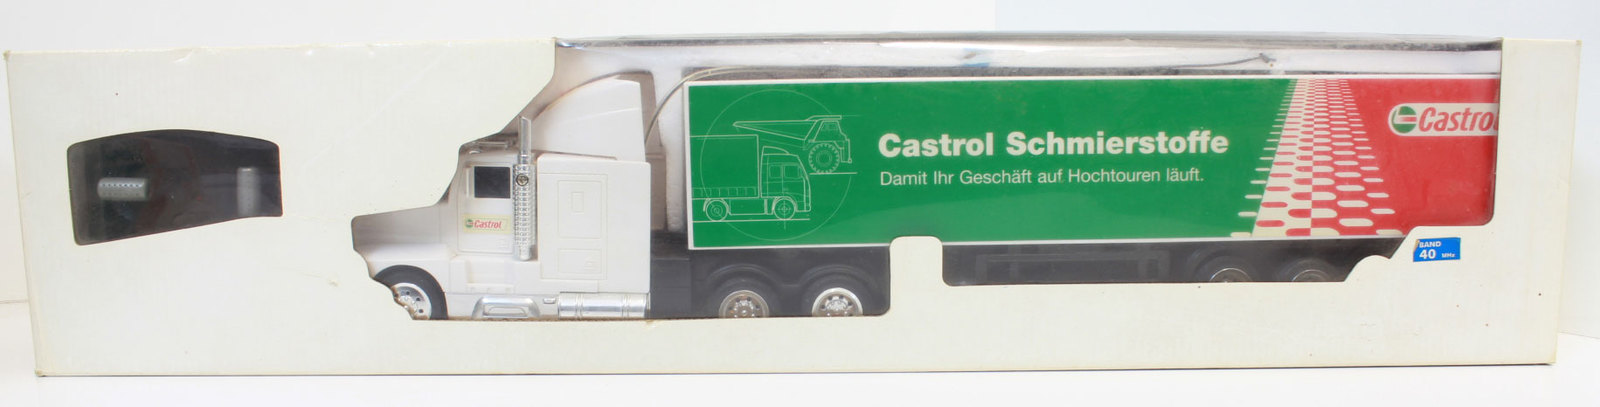 Castrol Schmierstoffe
Damit Ihr Geschäft auf Hochtouren läuft.
Castrol
Castrol
BAND
40 MHz